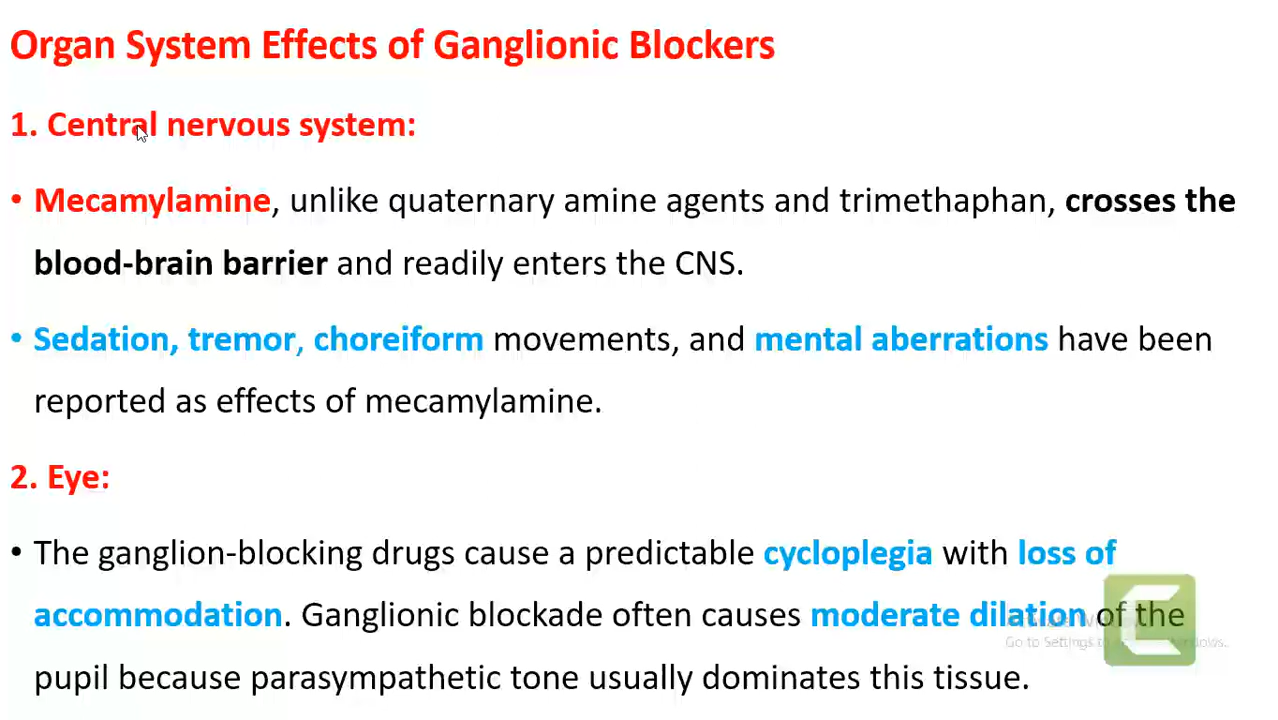 Organ System Effects of Ganglionic Blockers
1. Central nervous system:
• Mecamylamine, unlike quaternary amine agents and trimethaphan, crosses the
blood-brain barrier and readily enters the CNS.
• Sedation, tremor, choreiform movements, and mental aberrations have been
reported as effects of mecamylamine.
2. Eye:
• The ganglion-blocking drugs cause a predictable cycloplegia with loss of
accommodation. Ganglionic blockade often causes moderate dilation of the
Go to Settings to
pupil because parasympathetic tone usually dominates this tissue.